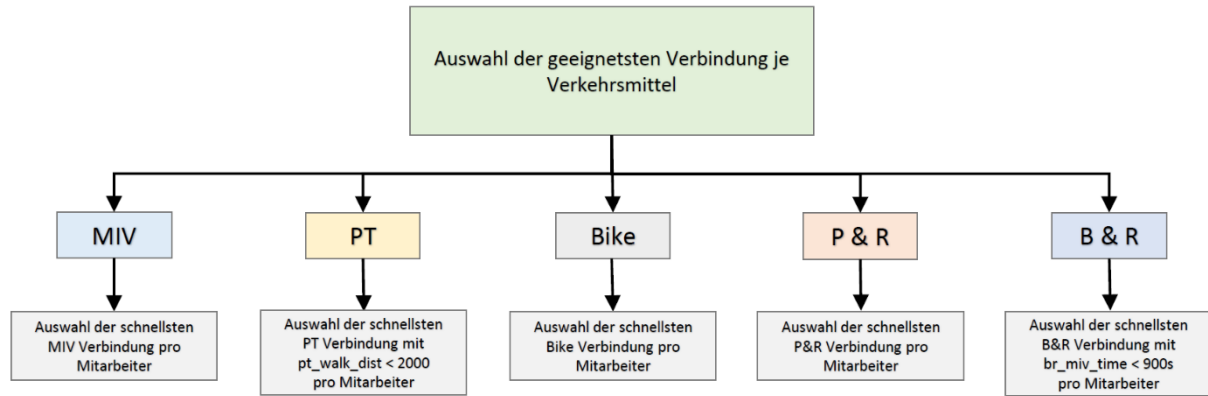 Auswahl der geeignetsten Verbindung je
Verkehrsmittel
MIV
PT
Bike
P & R
B & R
Auswahl der schnellsten
MIV Verbindung pro
Mitarbeiter
Auswahl der schnellsten
PT Verbindung mit
pt_walk_dist < 2000
pro Mitarbeiter
Auswahl der schnellsten
Bike Verbindung pro
Mitarbeiter
Auswahl der schnellsten
P&R Verbindung pro
Mitarbeiter
Auswahl der schnellsten
B&R Verbindung mit
br_miv_time < 900s
pro Mitarbeiter